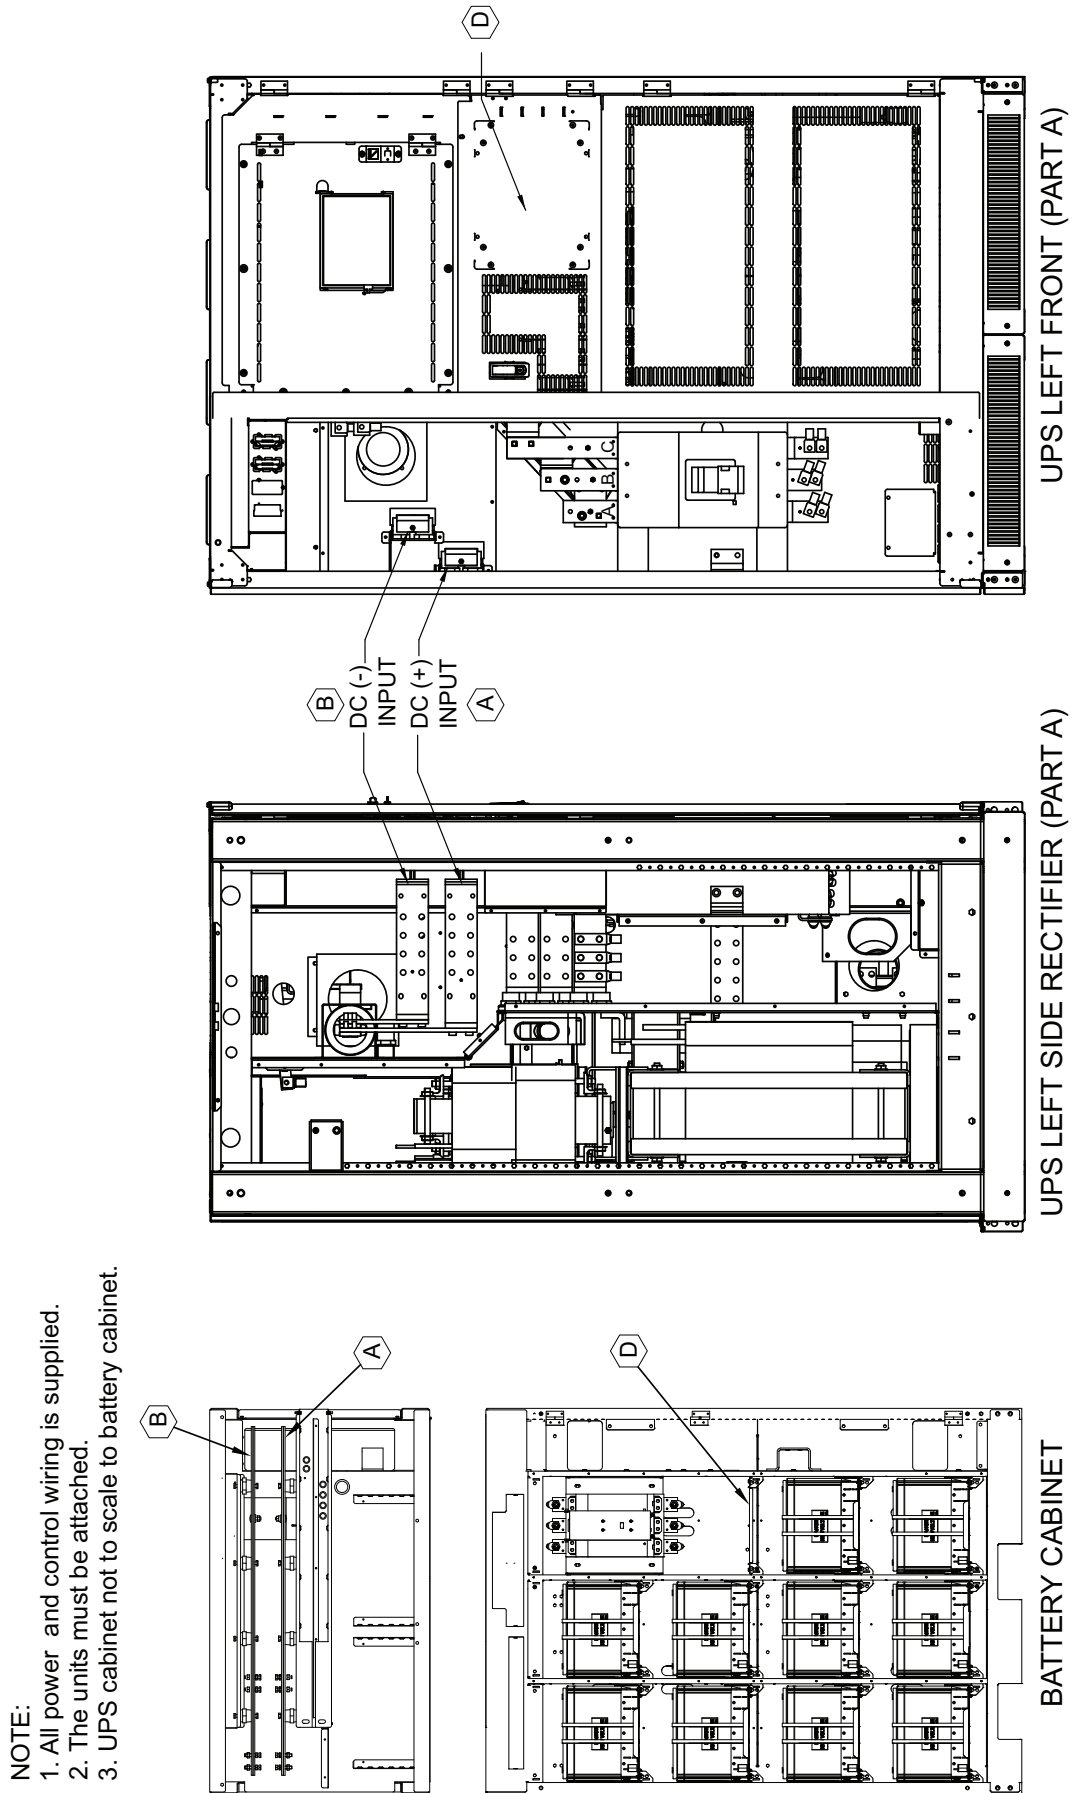 NOTE:
1. All power and control wiring is supplied.
2. The units must be attached.
3. UPS cabinet not to scale to battery cabinet.
B
A
D
BATTERY CABINET
B
DC (-)
INPUT
DC (+)
INPUT
A
UPS LEFT SIDE RECTIFIER (PART A)
D
A
B
C
UPS LEFT FRONT (PART A)